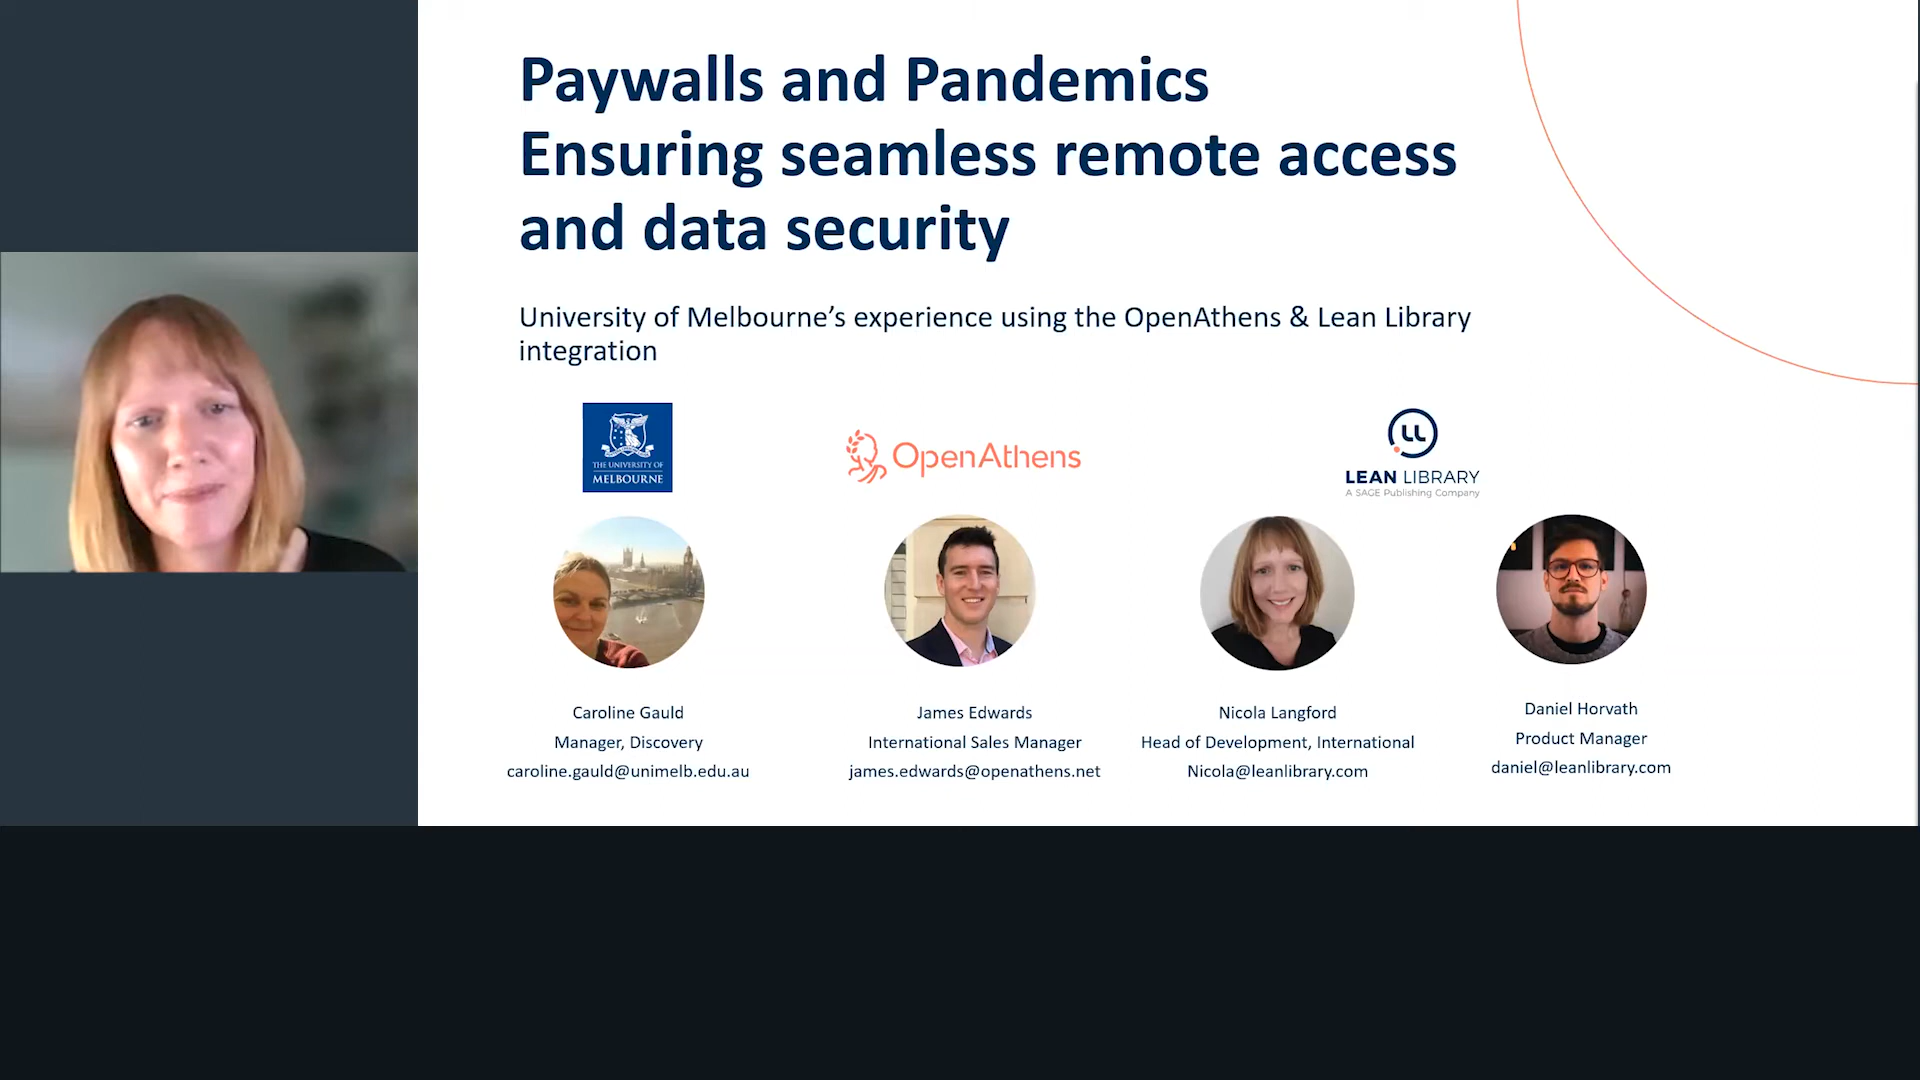 Paywalls and Pandemics
Ensuring seamless remote access
and data security
University of Melbourne’s experience using the OpenAthens & Lean Library
integration
THE UNIVERSITY OF
MELBOURNE
OpenAthens
LEAN LIBRARY
A SAGE Publishing Company
Caroline Gauld
Manager, Discovery
caroline.gauld@unimelb.edu.au
James Edwards
International Sales Manager
james.edwards@openathens.net
Nicola Langford
Head of Development, International
Nicola@leanlibrary.com
Daniel Horvath
Product Manager
daniel@leanlibrary.com